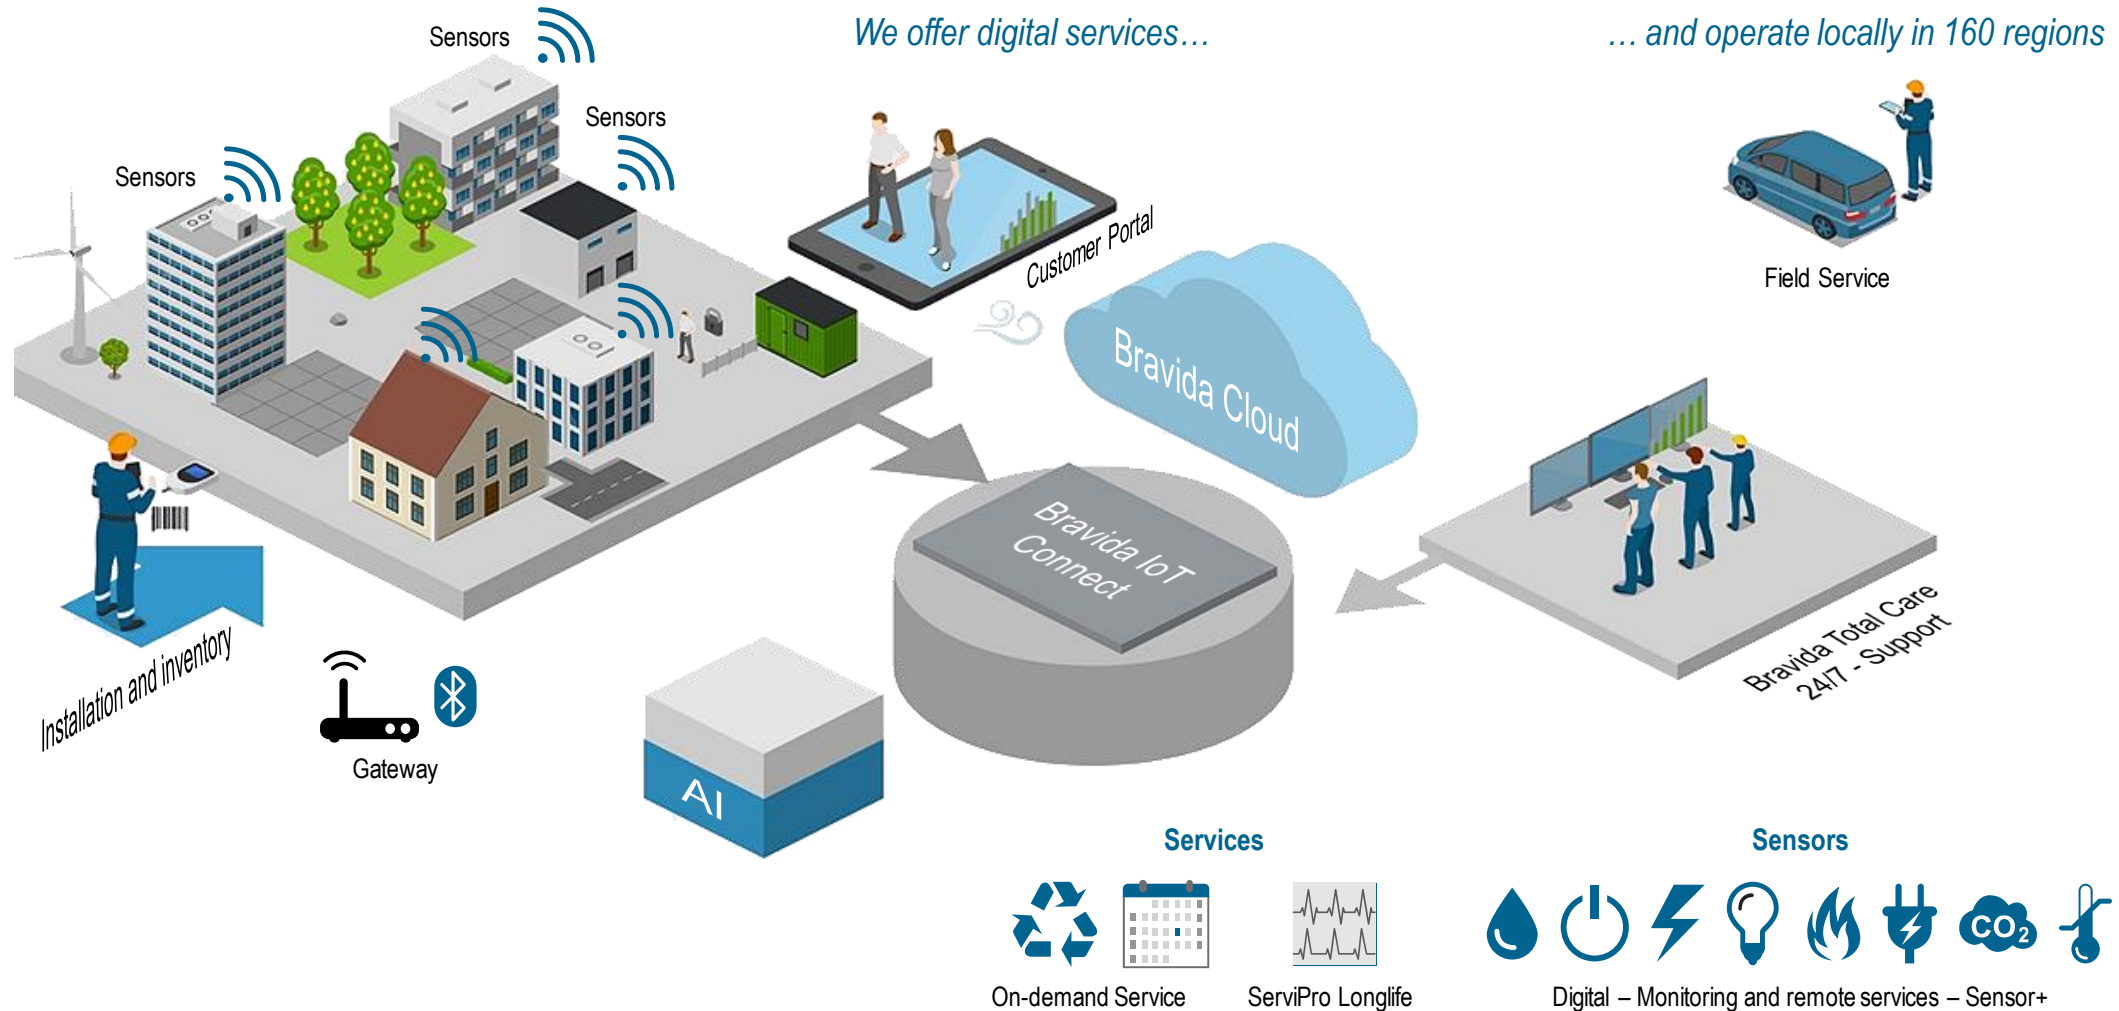 We offer digital services…
… and operate locally in 160 regions
Sensors
Sensors
Sensors
Customer Portal
Field Service
Bravida Cloud
Bravida IoT
Connect
Bravida Total Care
24/7 - Support
Installation and inventory
Gateway
AI
Services
Sensors
CO2
On-demand Service
ServiPro Longlife
Digital – Monitoring and remote services – Sensor+